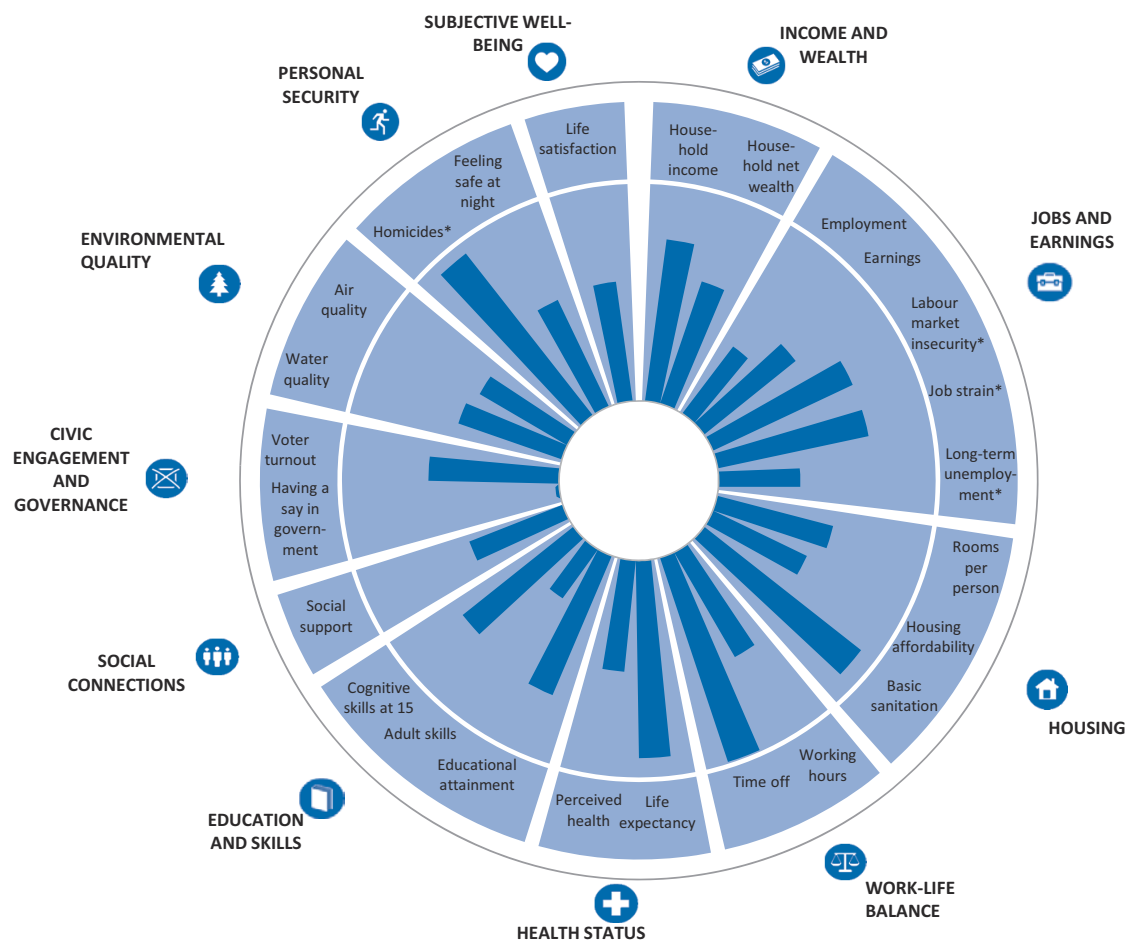 SUBJECTIVE WELL-
BEING
INCOME AND
WEALTH
PERSONAL
SECURITY
Life
satisfaction
House-
hold
income
House-
hold net
wealth
Feeling
safe at
night
Homicides*
ENVIRONMENTAL
QUALITY
JOBS AND
EARNINGS
Employment
Earnings
Labour
market
insecurity*
Job strain*
Long-term
unemploy-
ment*
Air
quality
Water
quality
CIVIC
ENGAGEMENT
AND
GOVERNANCE
Voter
turnout
Having a
say in
govern-
ment
Rooms
per
person
Housing
affordability
Basic
sanitation
HOUSING
SOCIAL
CONNECTIONS
Social
support
Cognitive
skills at 15
Adult skills
Educational
attainment
EDUCATION
AND SKILLS
Perceived
health
Life
expectancy
HEALTH STATUS
Time off
Working
hours
WORK-LIFE
BALANCE